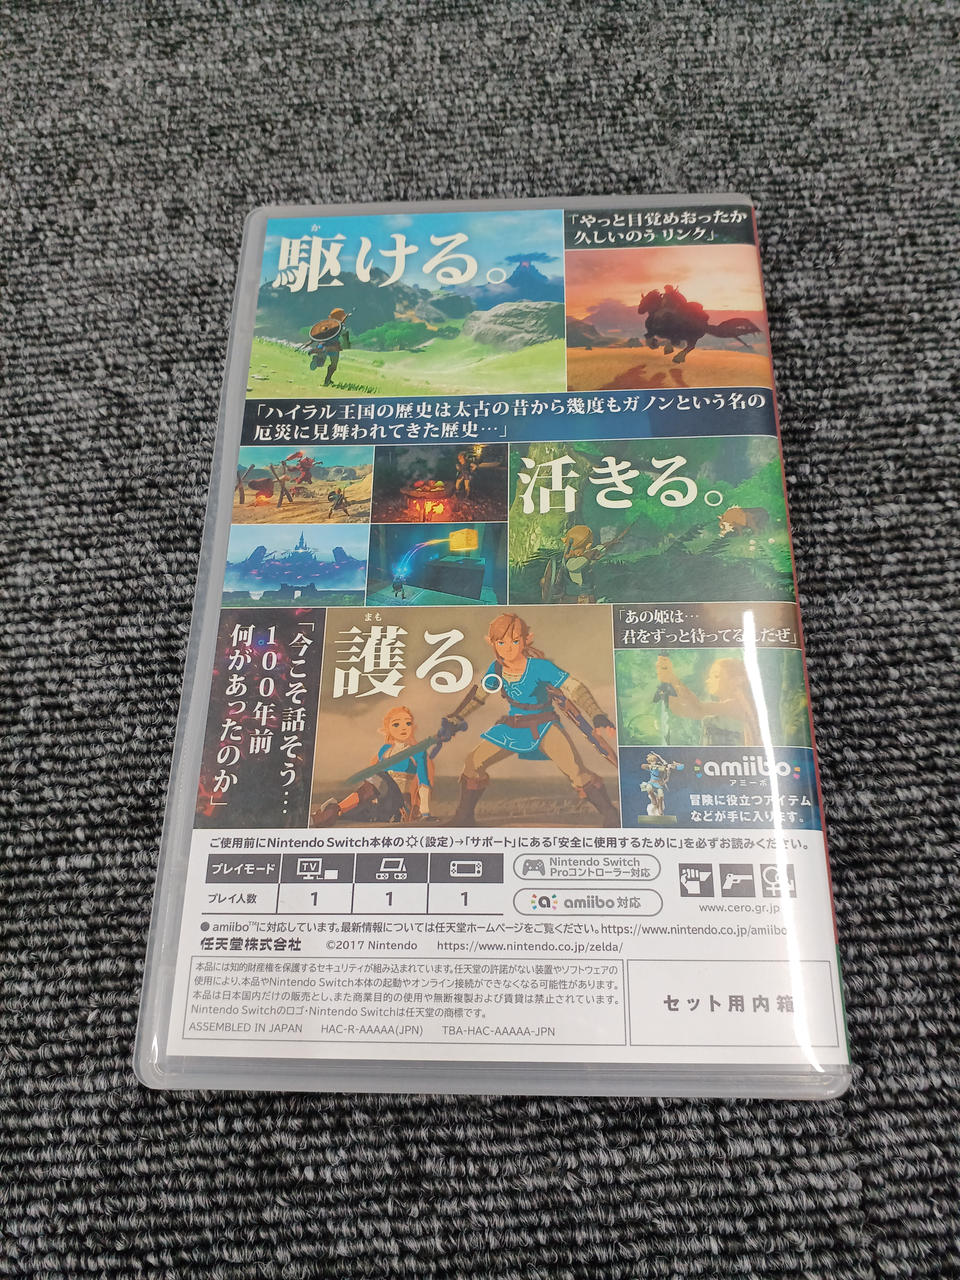 か
駆ける。
「やっと目覚めおったか
久しいのう リンク」
「ハイラル王国の歴史は太古の昔から幾度もガノンという名の
厄災に見舞われてきた歴史…」
活きる。
「今こそ話そう…
100年前
何があったのか」
まも
護る。
「あの姫は…
君をずっと待ってるんだぜ」
amiibo
アミーボ
冒険に役立つアイテム
などが手に入ります。
ご使用前にNintendo Switch本体の(設定)→「サポート」にある「安全に使用するために」を必ずお読みください。
プレイモード TV
プレイ人数 1 1 1
Nintendo Switch
Proコントローラー対応
amiibo対応
www.cero.gr.jp
●amiibo™に対応しています。最新情報については任天堂ホームページをご覧ください。https://www.nintendo.co.jp/amiibo
任天堂株式会社 ©2017 Nintendo https://www.nintendo.co.jp/zelda/
本品には知的財産権を保護するセキュリティが組み込まれています。任天堂の許諾がない装置やソフトウェアの
使用により、本品やNintendo Switch本体の起動やオンライン接続ができなくなる可能性があります。
本品は日本国内だけの販売とし、また商業目的の使用や無断複製および賃貸は禁止されています。
Nintendo Switchのロゴ・Nintendo Switchは任天堂の商標です。
ASSEMBLED IN JAPAN HAC-R-AAAAA(JPN) TBA-HAC-AAAAA-JPN
セット用内箱